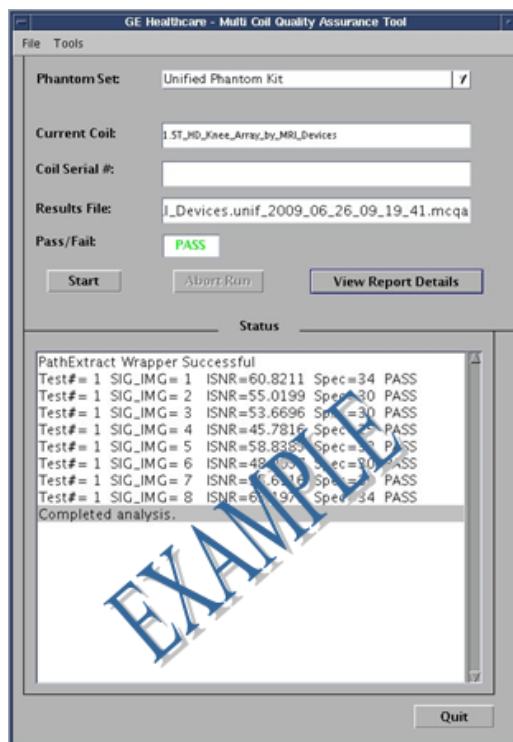 GE Healthcare - Multi Coil Quality Assurance Tool
File Tools
Phantom Set: Unified Phantom Kit
Current Coil: 1.5T_HD_Knee_Array_by_MRI_Devices
Coil Serial #:
Results File: .I_Devices.unif_2009_06_26_09_19_41.mcqa
Pass/Fail: PASS
Start Abort Run View Report Details
Status
PathExtract Wrapper Successful
Test#= 1 SIG_IMG= 1 ISNR=60.8211 Spec=34 PASS
Test#= 1 SIG_IMG= 2 ISNR=55.0199 Spec=30 PASS
Test#= 1 SIG_IMG= 3 ISNR=53.6696 Spec=30 PASS
Test#= 1 SIG_IMG= 4 PASS
Test#= 1 SIG_IMG= 5 PASS
Test#= 1 SIG_IMG= 6 PASS
Test#= 1 SIG_IMG= 7 PASS
Test#= 1 SIG_IMG= 8 Spec=34 PASS
Completed analysis.
EXAMPLE
Quit